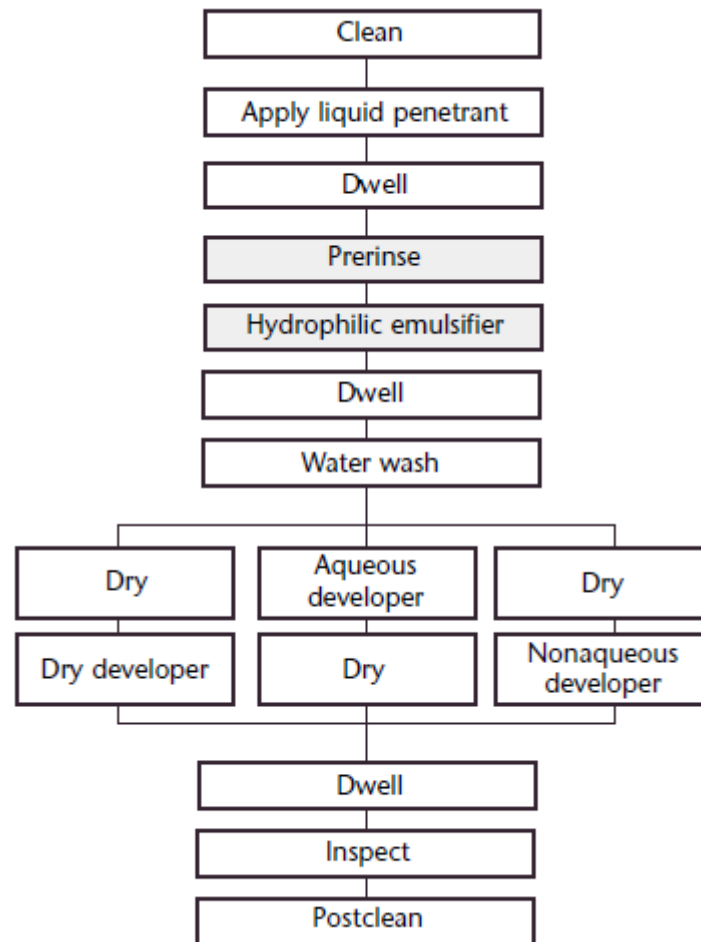 Clean
Apply liquid penetrant
Dwell
Prerinse
Hydrophilic emulsifier
Dwell
Water wash
Dry
Aqueous
developer
Dry
Dry developer
Dry
Nonaqueous
developer
Dwell
Inspect
Postclean